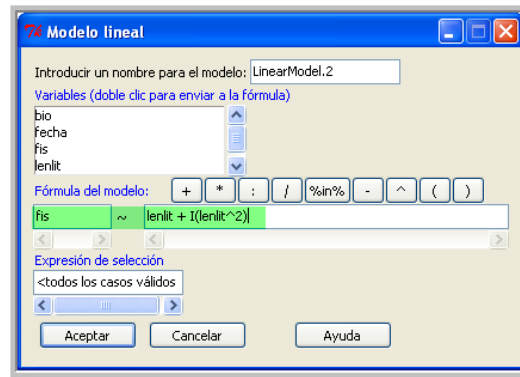 Modelo lineal
Introducir un nombre para el modelo: LinearModel.2
Variables (doble clic para enviar a la fórmula)
bio
fecha
fis
lenlit
Fórmula del modelo: + * : / %in% - ^ ( )
fis ~ lenlit + I(lenlit^2)
Expresión de selección
<todos los casos válidos
Aceptar Cancelar Ayuda